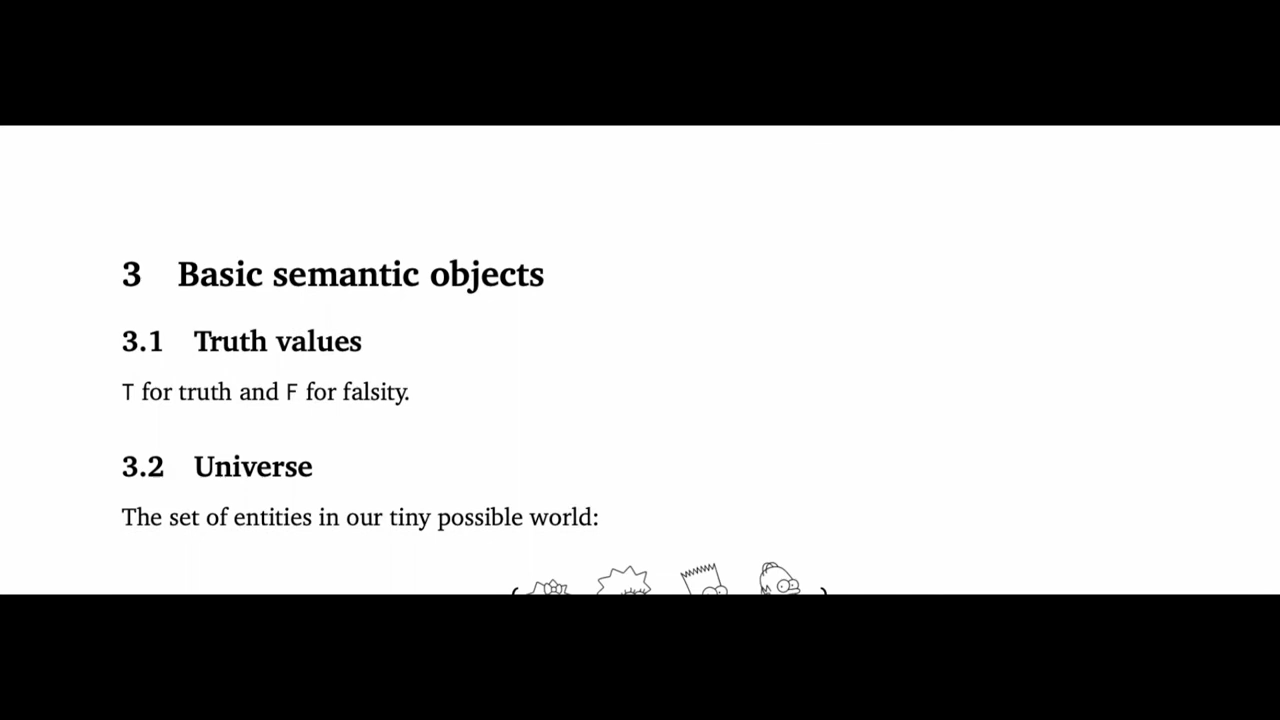 3 Basic semantic objects
3.1 Truth values
T for truth and F for falsity.
3.2 Universe
The set of entities in our tiny possible world: